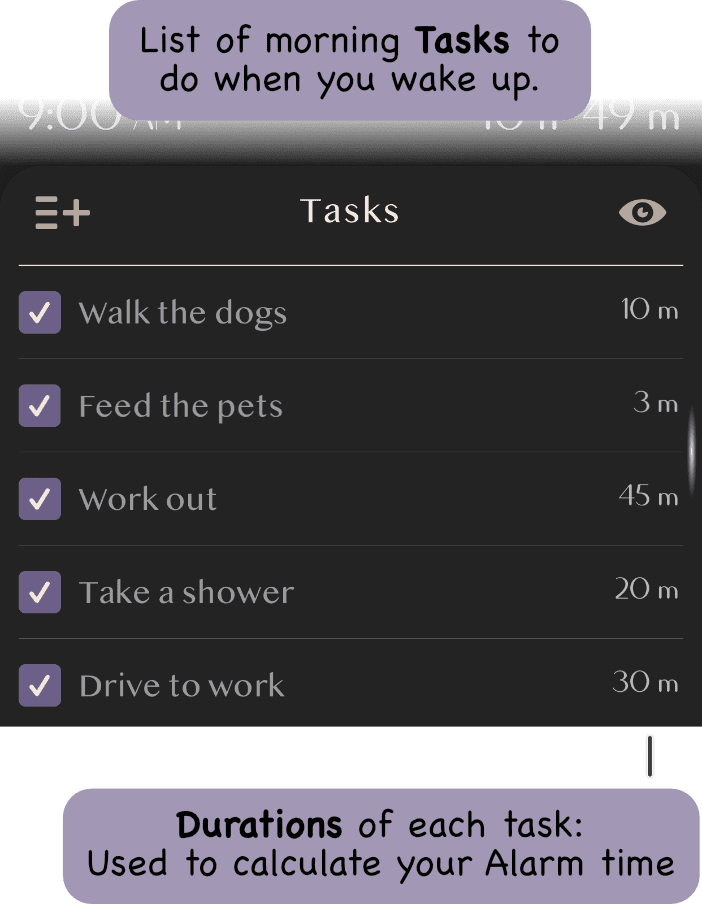 List of morning Tasks to
do when you wake up.
9:00 AM 10 h 49 m
Tasks
Walk the dogs 10 m
Feed the pets 3 m
Work out 45 m
Take a shower 20 m
Drive to work 30 m
Durations of each task:
Used to calculate your Alarm time